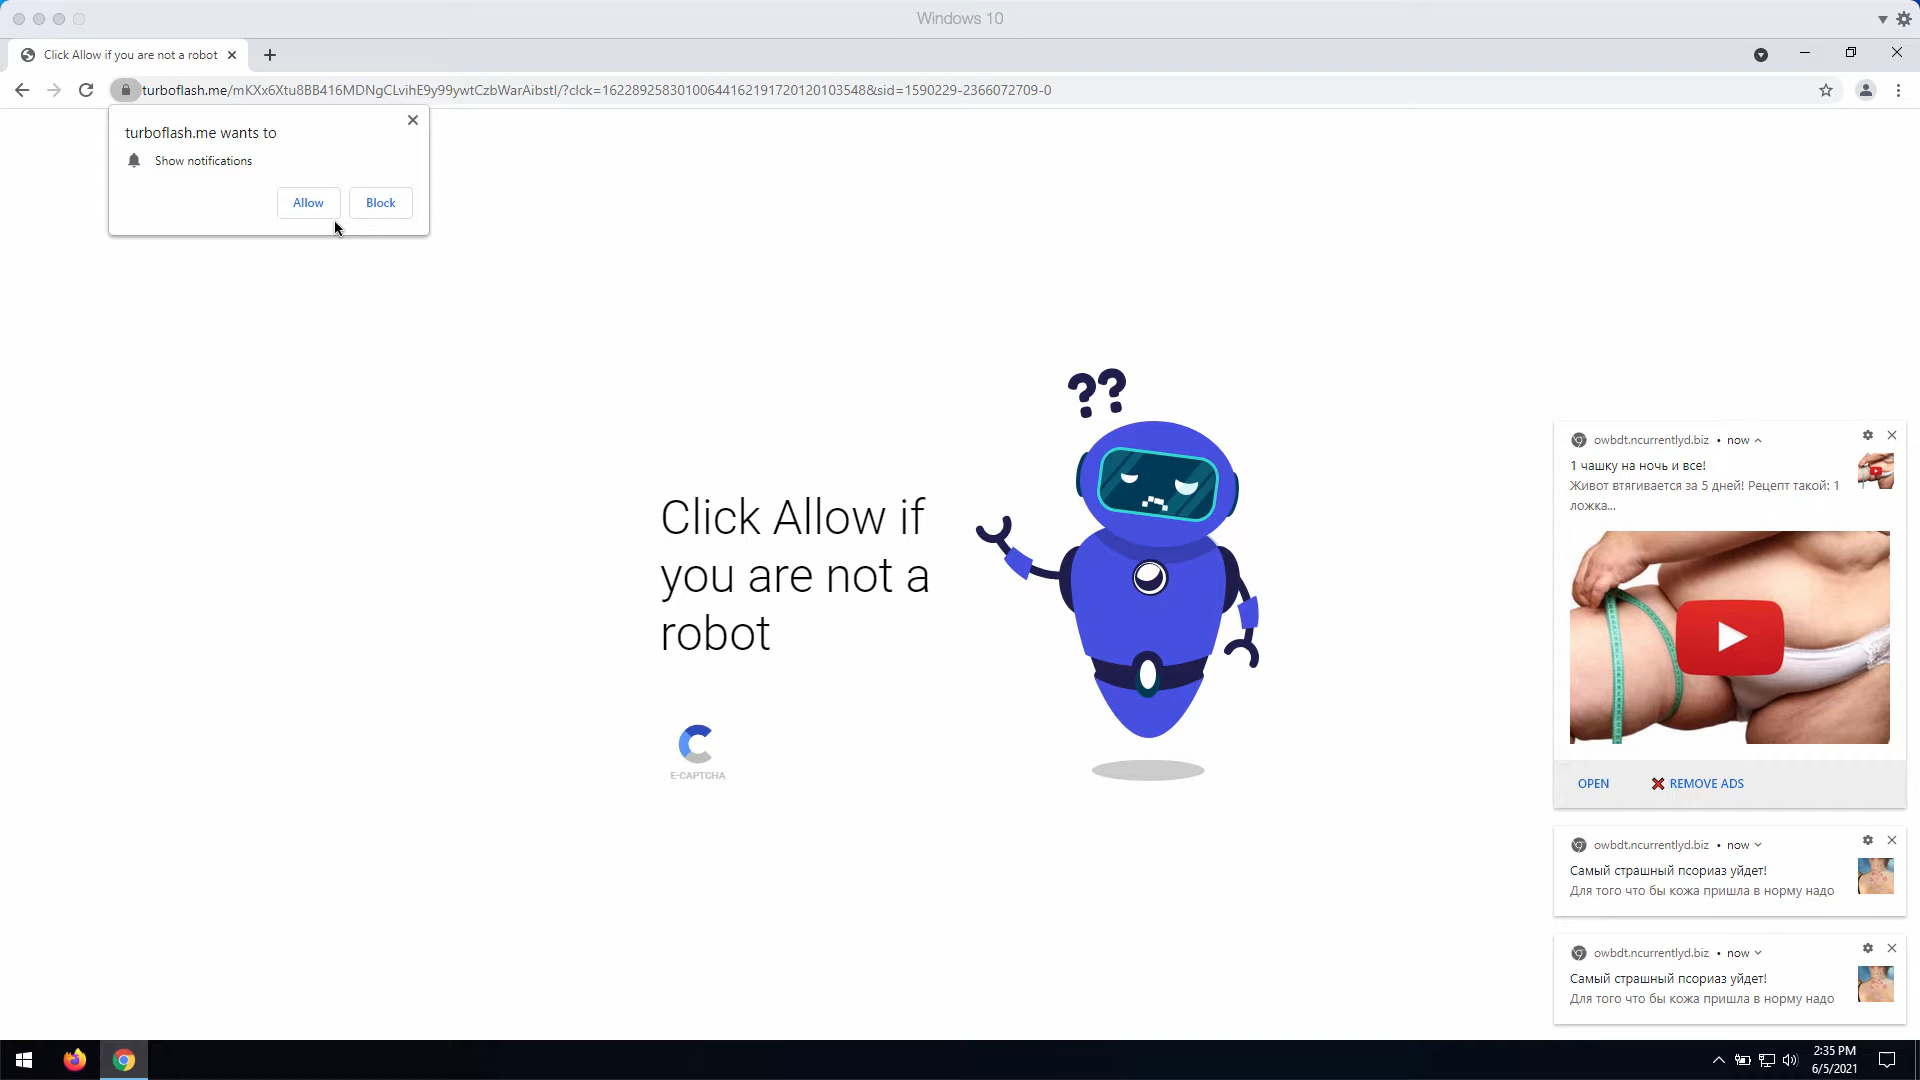 Windows 10
Click Allow if you are not a robot
turboflash.me/mKXx6Xtu8BB416MDNgCLvihE9y99ywtCzbWarAibstI/?clck=16228925830100644162191720120103548&sid=1590229-2366072709-0
turboflash.me wants to
Show notifications
Allow
Block
??
Click Allow if
you are not a
robot
E-CAPTCHA
owbdt.ncurrentlyd.biz • now
1 чашку на ночь и все!
Живот втягивается за 5 дней! Рецепт такой: 1
ложка...
OPEN
REMOVE ADS
owbdt.ncurrentlyd.biz • now
Самый страшный псориаз уйдет!
Для того что бы кожа пришла в норму надо
owbdt.ncurrentlyd.biz • now
Самый страшный псориаз уйдет!
Для того что бы кожа пришла в норму надо
2:35 PM
6/5/2021